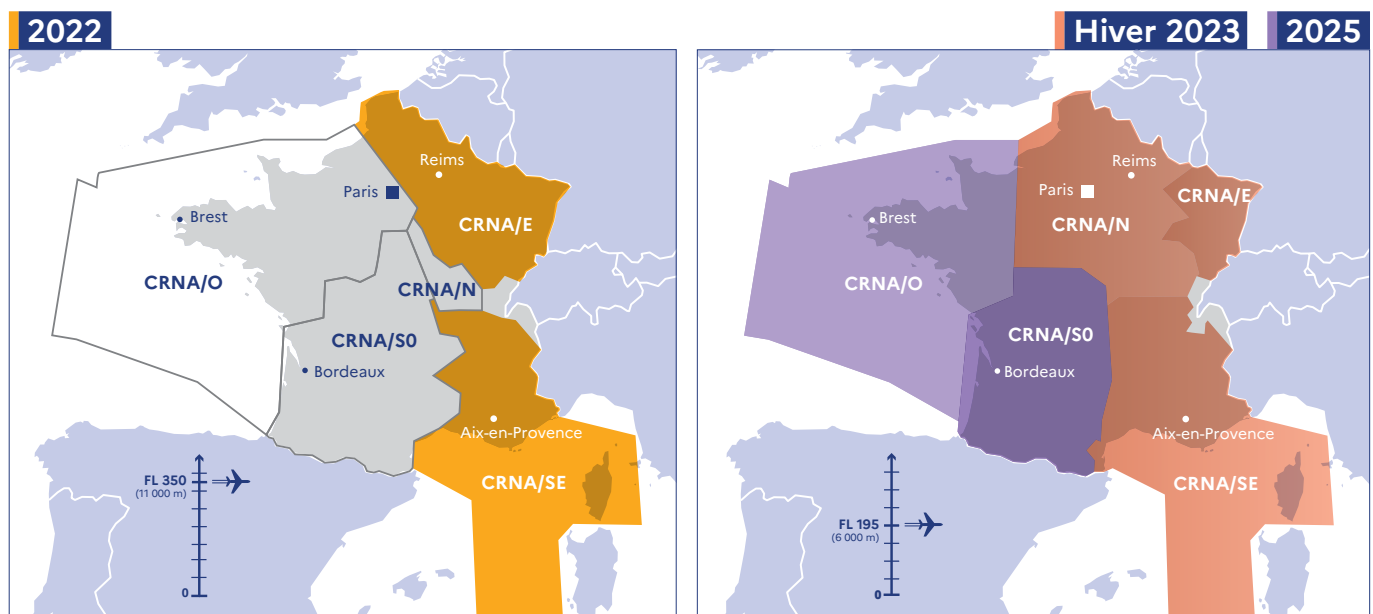 2022
Reims
Paris
Brest
CRNA/E
CRNA/O
CRNA/N
CRNA/S0
Bordeaux
Aix-en-Provence
CRNA/SE
FL 350
(11 000 m)
0
Hiver 2023
2025
Reims
Paris
CRNA/E
Brest
CRNA/N
CRNA/O
CRNA/S0
Bordeaux
Aix-en-Provence
CRNA/SE
FL 195
(6 000 m)
0